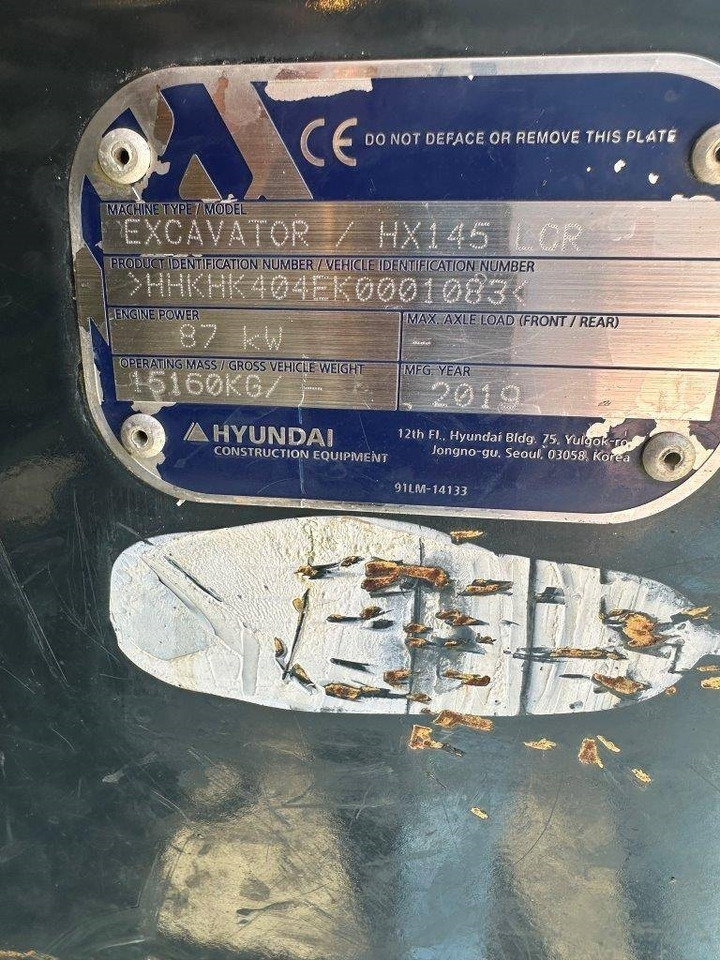 CE DO NOT DEFACE OR REMOVE THIS PLATE
MACHINE TYPE / MODEL
EXCAVATOR / HX145 LCR
PRODUCT IDENTIFICATION NUMBER / VEHICLE IDENTIFICATION NUMBER
>HHKHK404EK0001083<
ENGINE POWER
87 kW
MAX. AXLE LOAD (FRONT / REAR)
--
OPERATING MASS / GROSS VEHICLE WEIGHT
15160KG/ -
MFG. YEAR
2019
HYUNDAI
CONSTRUCTION EQUIPMENT
12th Fl., Hyundai Bldg. 75, Yulgok-ro,
Jongno-gu, Seoul, 03058, Korea
91LM-14133